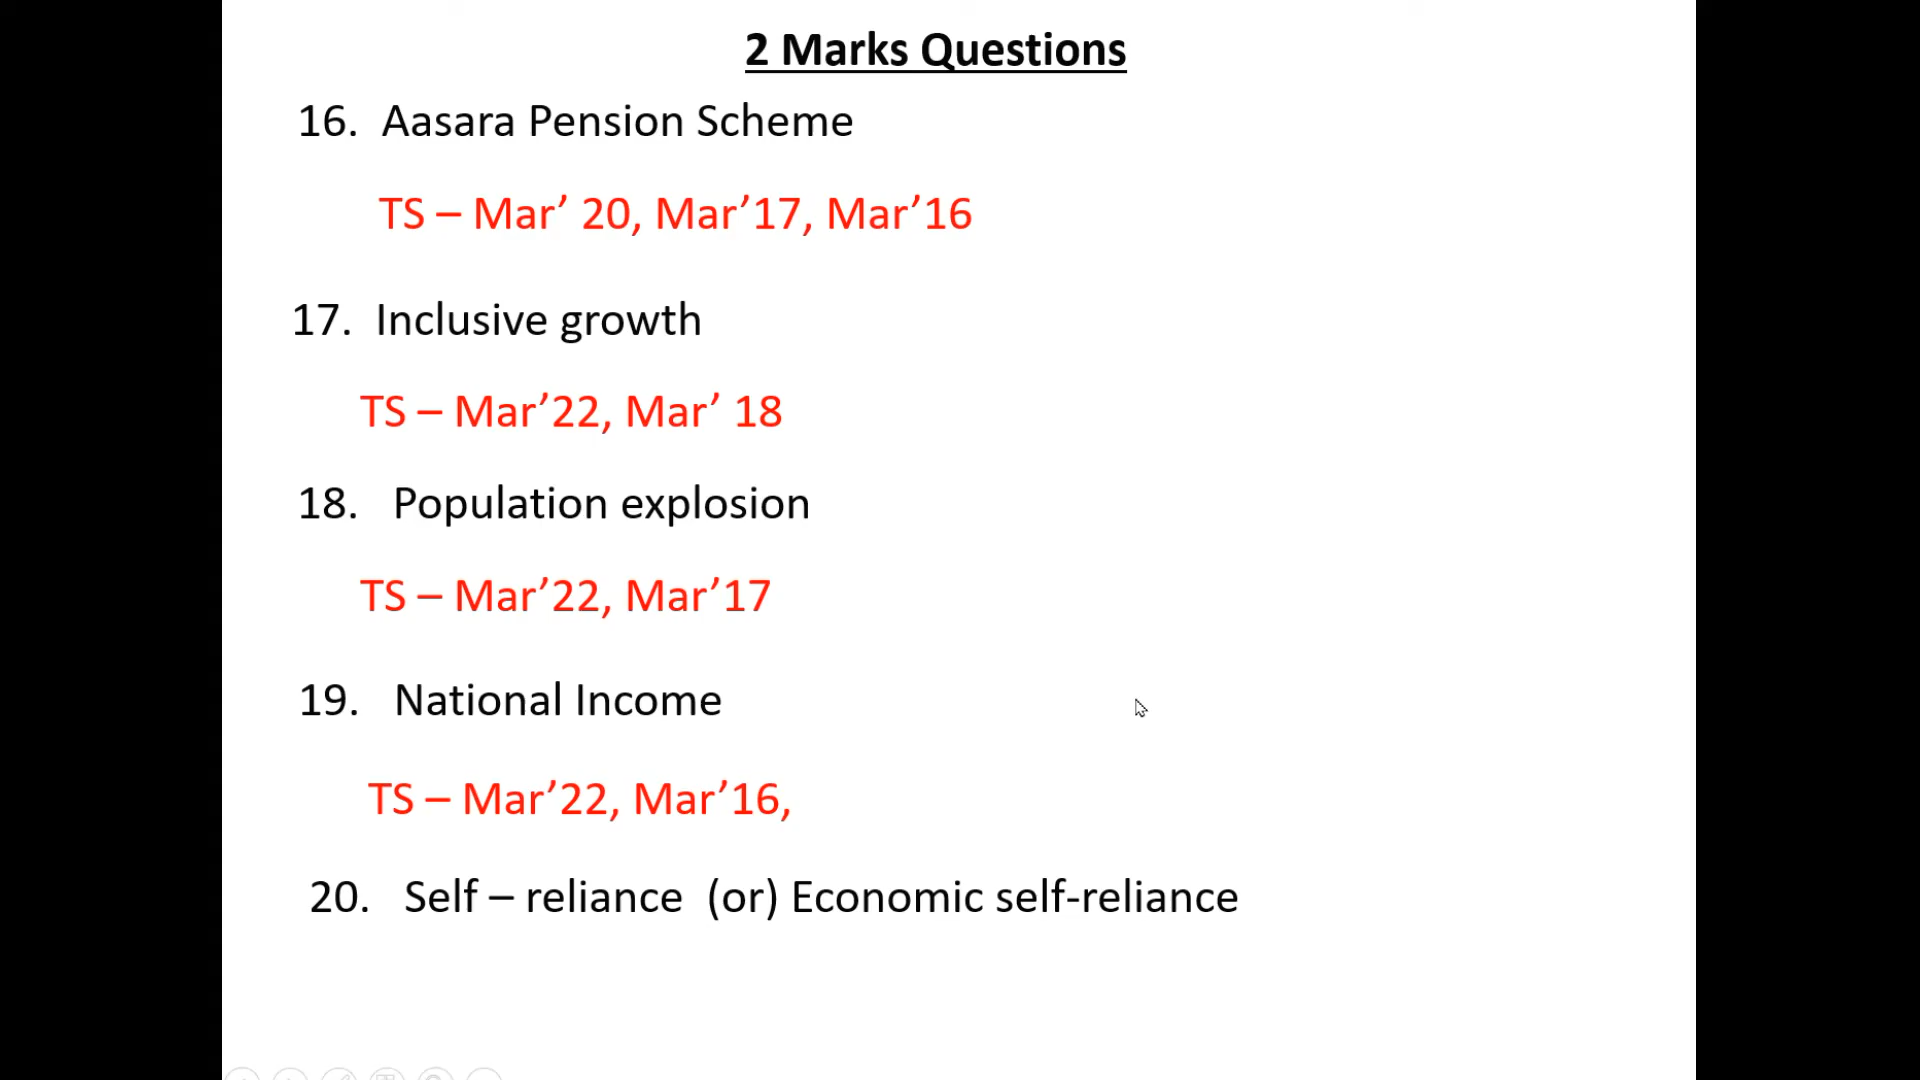 2 Marks Questions
16. Aasara Pension Scheme
TS – Mar’ 20, Mar’17, Mar’16
17. Inclusive growth
TS – Mar’22, Mar’ 18
18. Population explosion
TS – Mar’22, Mar’17
19. National Income
TS – Mar’22, Mar’16,
20. Self – reliance (or) Economic self-reliance